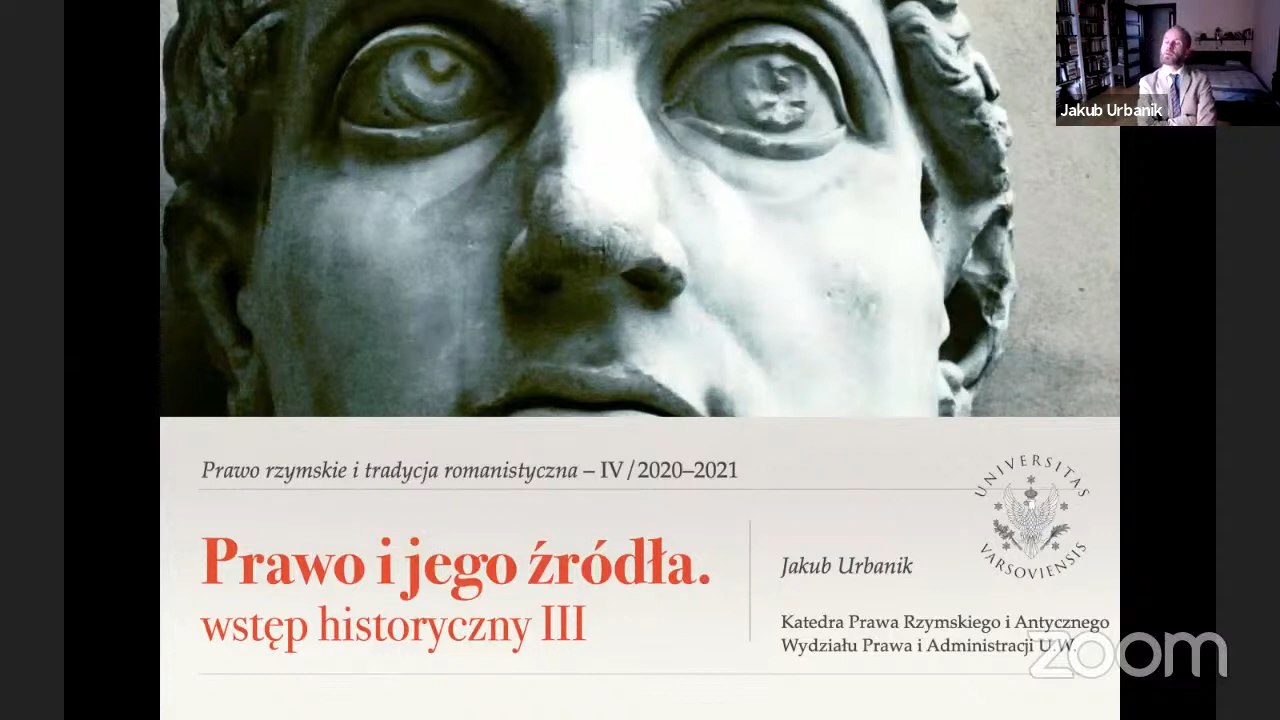 Jakub Urbanik
Prawo rzymskie i tradycja romanistyczna – IV / 2020–2021
UNIVERSITAS
VARSOVIENSIS
Prawo i jego źródła.
wstęp historyczny III
Jakub Urbanik
Katedra Prawa Rzymskiego i Antycznego
Wydziału Prawa i Administracji U.W.
zoom